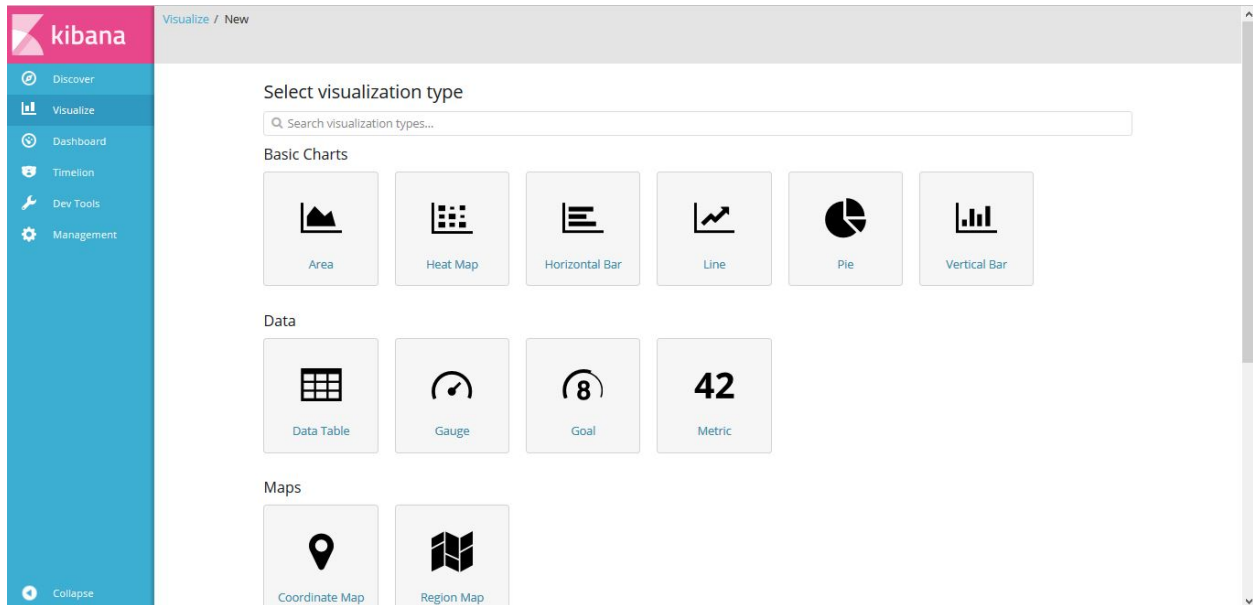 kibana
Visualize / New
Discover
Visualize
Dashboard
Timelion
Dev Tools
Management
Collapse
Select visualization type
Search visualization types...
Basic Charts
Area
Heat Map
Horizontal Bar
Line
Pie
Vertical Bar
Data
8
42
Data Table
Gauge
Goal
Metric
Maps
Coordinate Map
Region Map